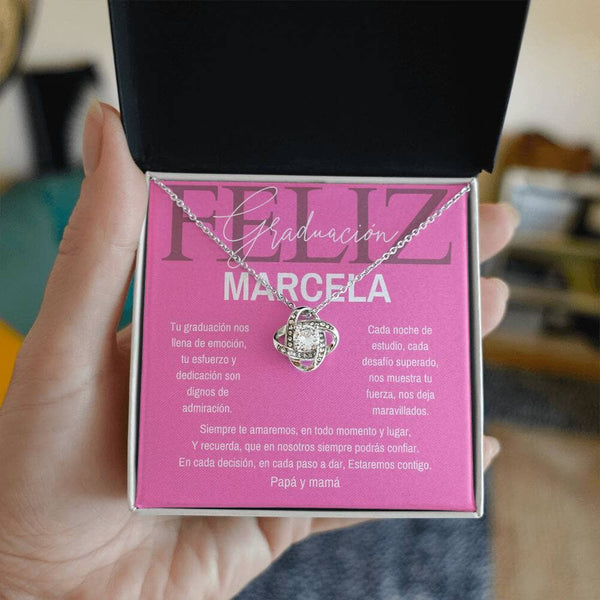 FELIZ
Graduación
MARCELA
Tu graduación nos
llena de emoción,
tu esfuerzo y
dedicación son
dignos de
admiración.
Cada noche de
estudio, cada
desafío superado,
nos muestra tu
fuerza, nos deja
maravillados.
Siempre te amaremos, en todo momento y lugar,
Y recuerda, que en nosotros siempre podrás confiar,
En cada decisión, en cada paso a dar, Estaremos contigo.
Papá y mamá